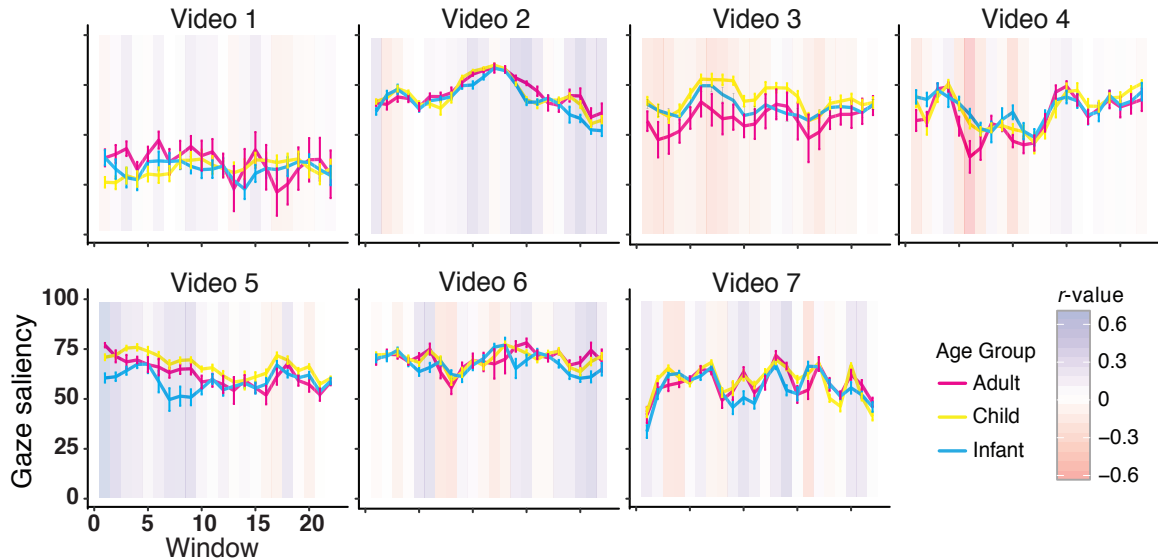 Video 1
Video 2
Video 3
Video 4
Video 5
Video 6
Video 7
Gaze saliency
100
75
50
25
0
0 5 10 15 20
Window
Age Group
Adult
Child
Infant
r-value
0.6
0.3
0
−0.3
−0.6